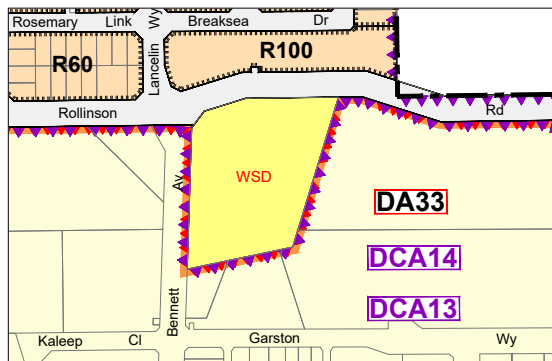 Rosemary Link Breaksea Dr
Lancelin Wy
R60
R100
Rollinson Rd
Bennett Av
WSD
DA33
DCA14
DCA13
Kaleep Cl Garston Wy